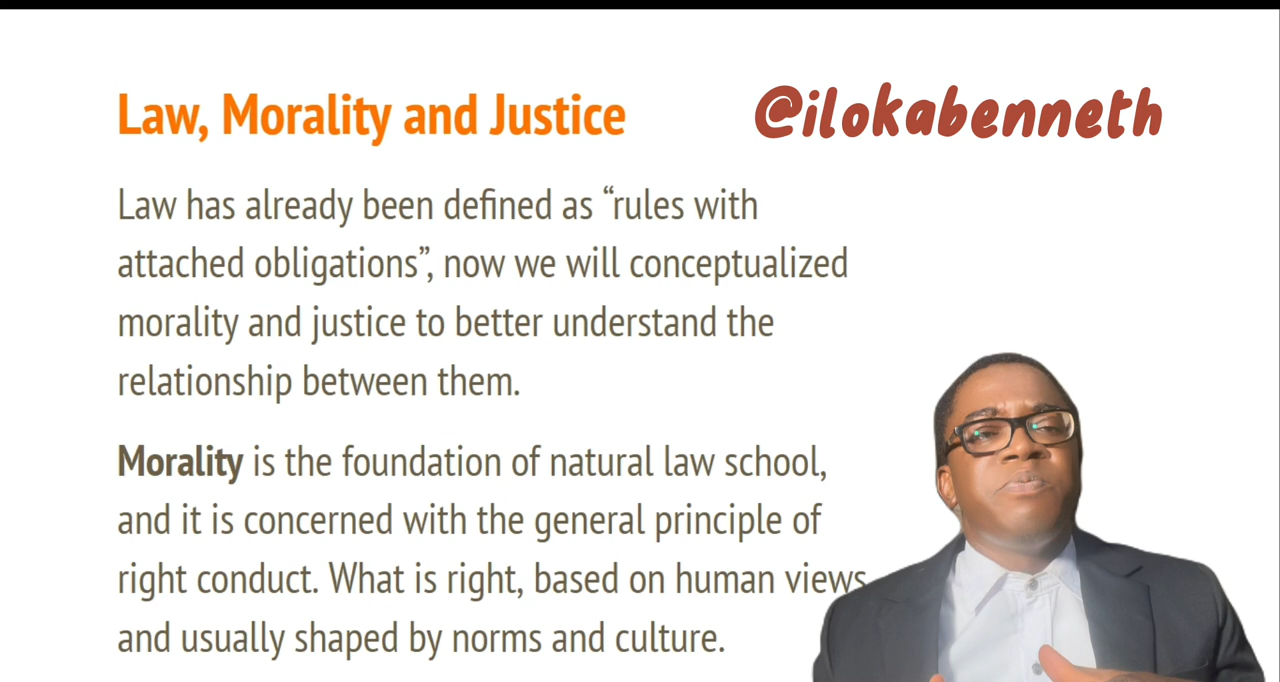 Law, Morality and Justice
@ilokabenneth
Law has already been defined as “rules with
attached obligations”, now we will conceptualized
morality and justice to better understand the
relationship between them.
Morality is the foundation of natural law school,
and it is concerned with the general principle of
right conduct. What is right, based on human views
and usually shaped by norms and culture.